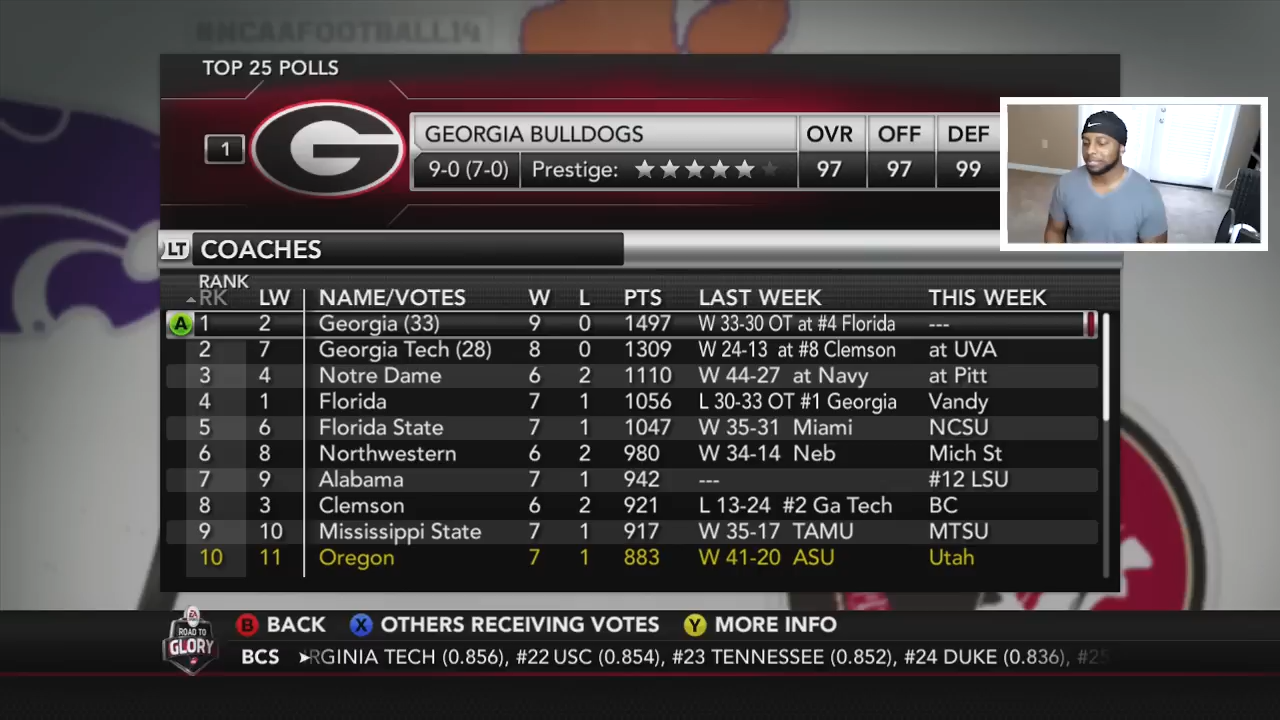 #NCAAFOOTBALL14
TOP 25 POLLS
1 G GEORGIA BULLDOGS OVR OFF DEF
9-0 (7-0) Prestige: 97 97 99
LT COACHES
RANK
RK LW NAME/VOTES W L PTS LAST WEEK THIS WEEK
A 1 2 Georgia (33) 9 0 1497 W 33-30 OT at #4 Florida ---
2 7 Georgia Tech (28) 8 0 1309 W 24-13 at #8 Clemson at UVA
3 4 Notre Dame 6 2 1110 W 44-27 at Navy at Pitt
4 1 Florida 7 1 1056 L 30-33 OT #1 Georgia Vandy
5 6 Florida State 7 1 1047 W 35-31 Miami NCSU
6 8 Northwestern 6 2 980 W 34-14 Neb Mich St
7 9 Alabama 7 1 942 --- #12 LSU
8 3 Clemson 6 2 921 L 13-24 #2 Ga Tech BC
9 10 Mississippi State 7 1 917 W 35-17 TAMU MTSU
10 11 Oregon 7 1 883 W 41-20 ASU Utah
EA ROAD TO GLORY
B BACK X OTHERS RECEIVING VOTES Y MORE INFO
BCS RGINIA TECH (0.856), #22 USC (0.854), #23 TENNESSEE (0.852), #24 DUKE (0.836), #25